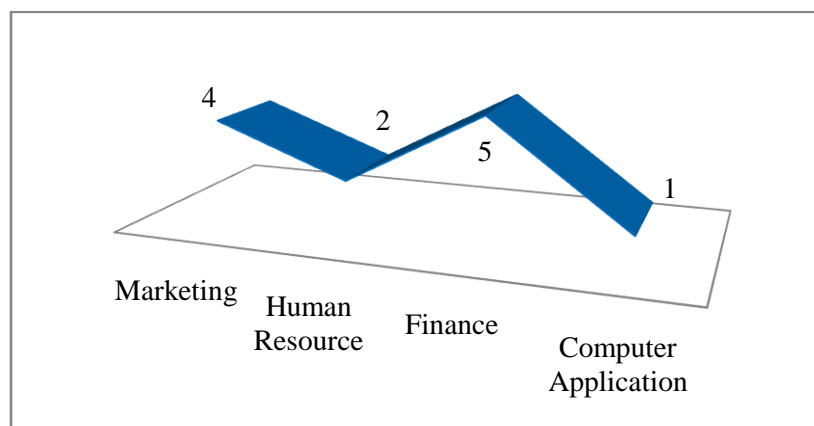 4
2
5
1
Marketing
Human
Resource
Finance
Computer
Application